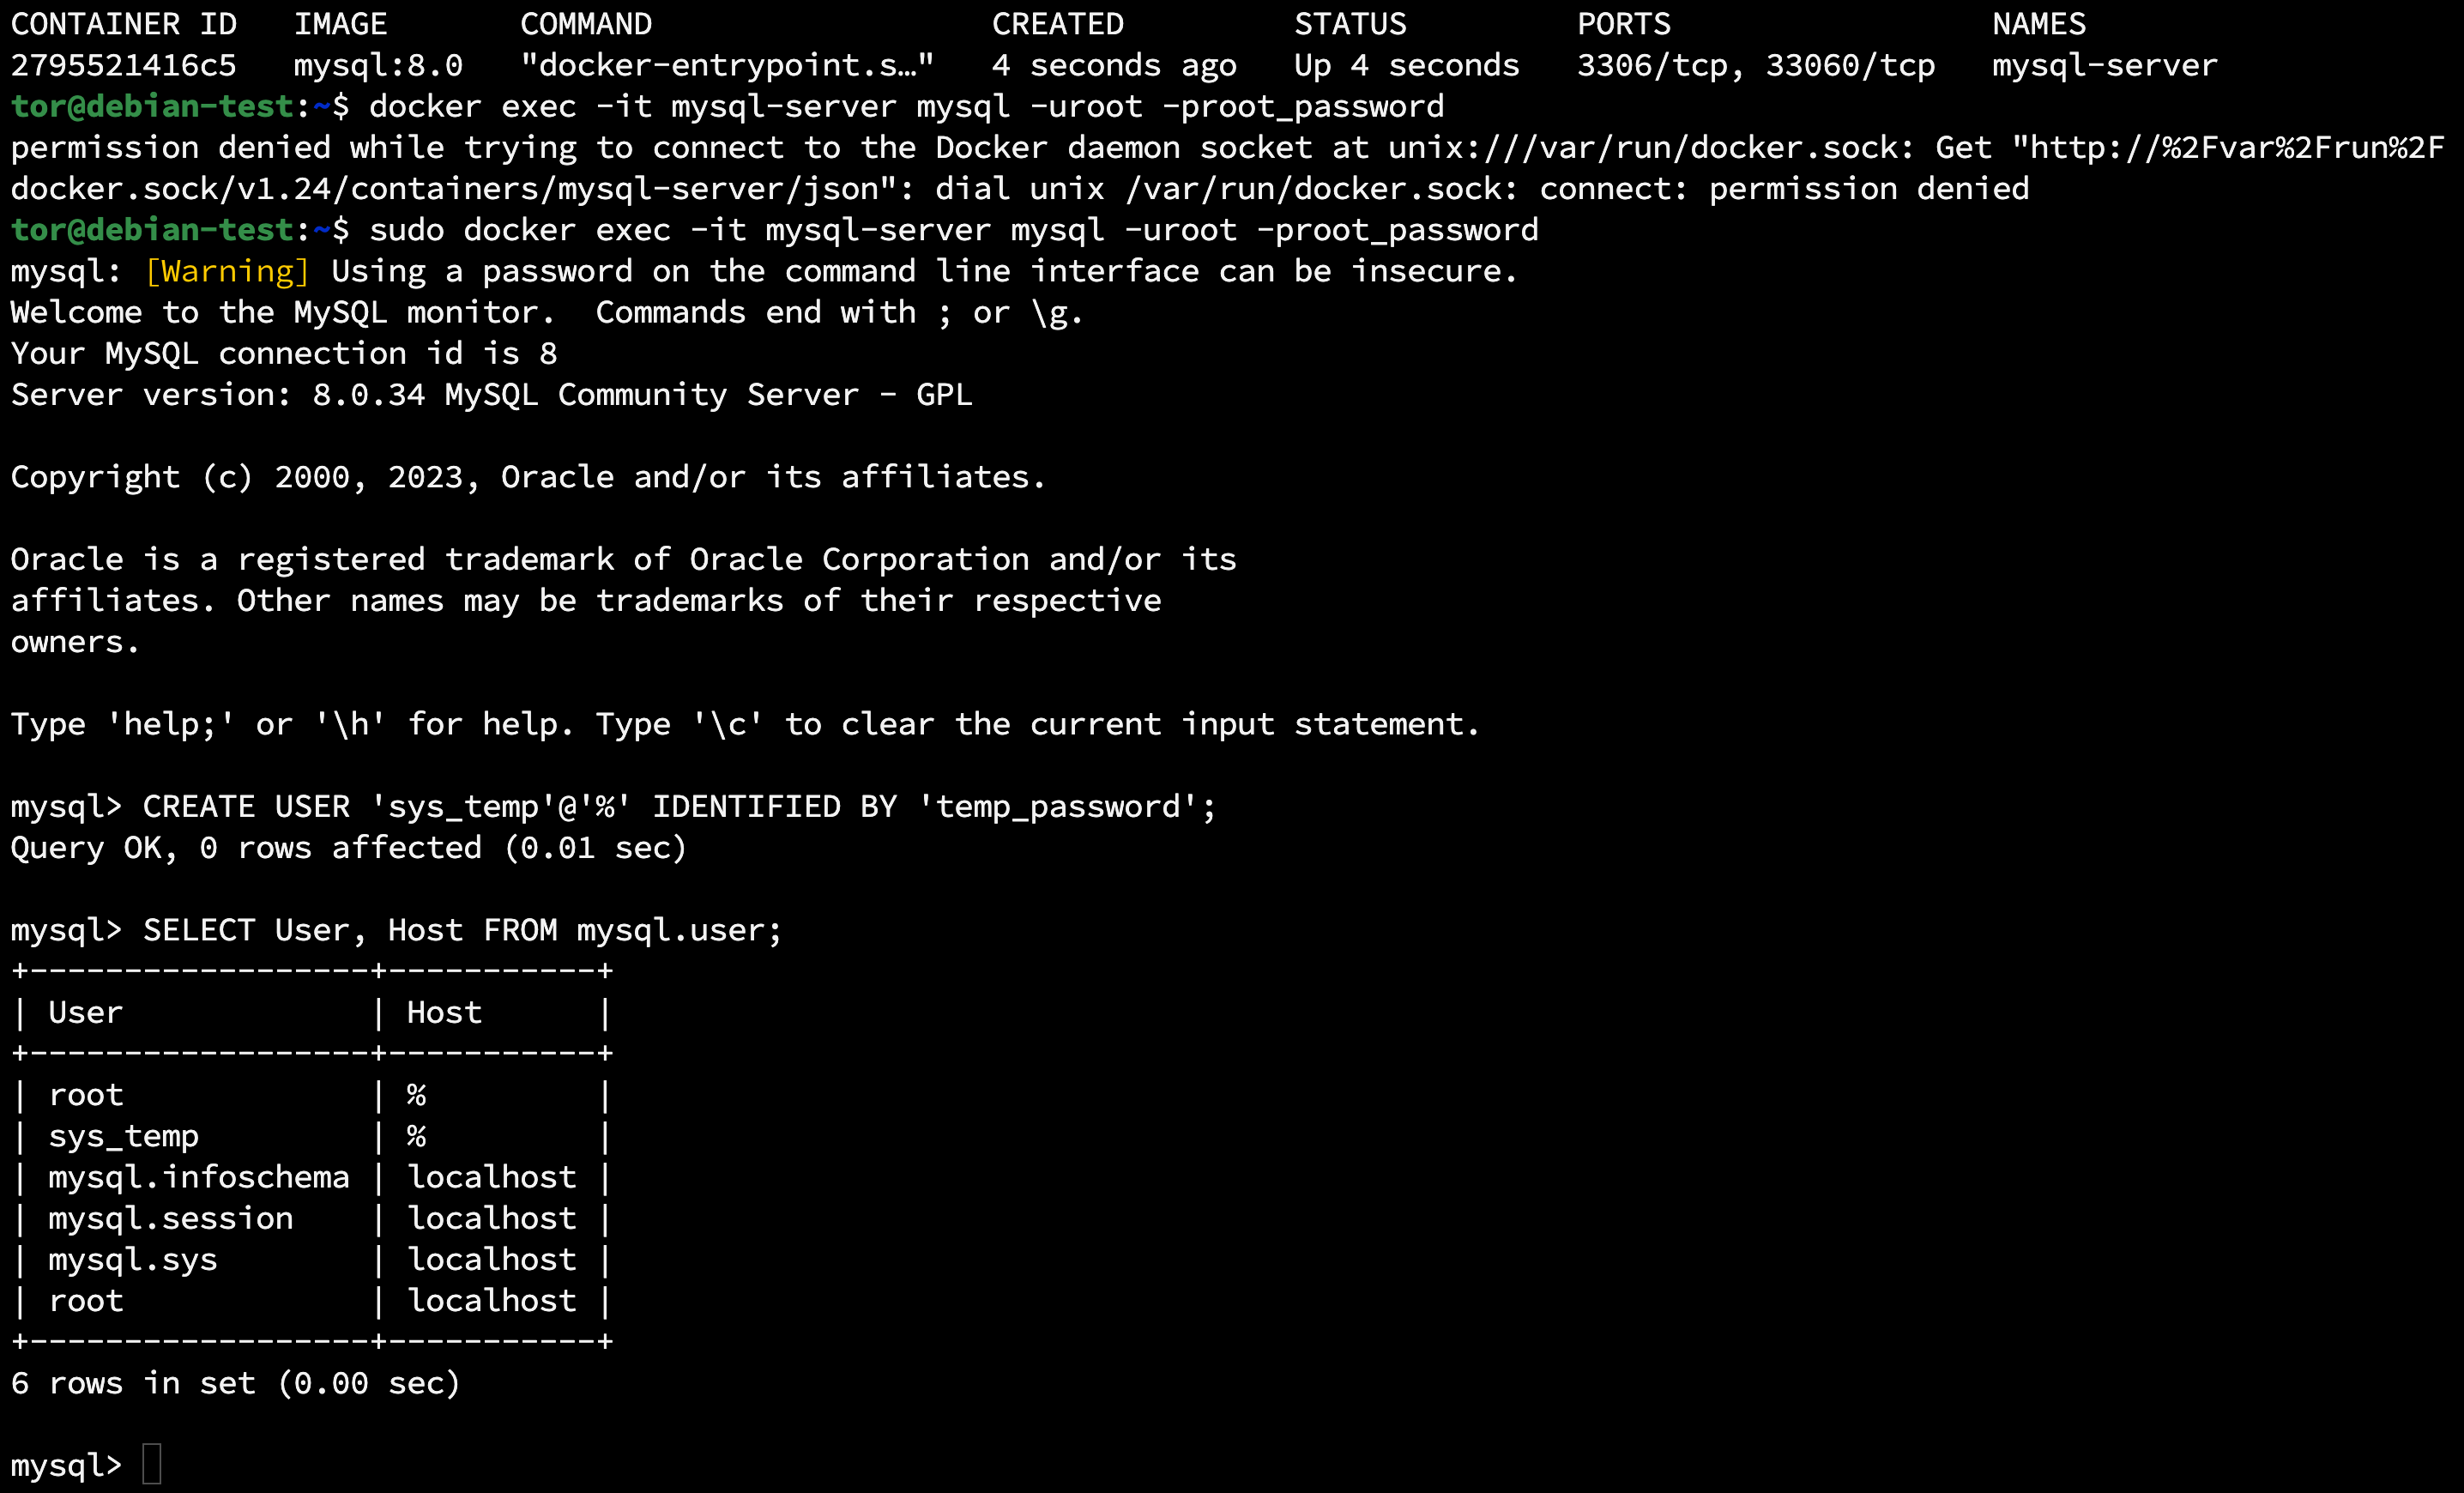 CONTAINER ID   IMAGE       COMMAND                  CREATED         STATUS         PORTS                 NAMES
2795521416c5   mysql:8.0   "docker-entrypoint.s…"   4 seconds ago   Up 4 seconds   3306/tcp, 33060/tcp   mysql-server
tor@debian-test:~$ docker exec -it mysql-server mysql -uroot -proot_password
permission denied while trying to connect to the Docker daemon socket at unix:///var/run/docker.sock: Get "http://%2Fvar%2Frun%2F
docker.sock/v1.24/containers/mysql-server/json": dial unix /var/run/docker.sock: connect: permission denied
tor@debian-test:~$ sudo docker exec -it mysql-server mysql -uroot -proot_password
mysql: [Warning] Using a password on the command line interface can be insecure.
Welcome to the MySQL monitor.  Commands end with ; or \g.
Your MySQL connection id is 8
Server version: 8.0.34 MySQL Community Server - GPL

Copyright (c) 2000, 2023, Oracle and/or its affiliates.

Oracle is a registered trademark of Oracle Corporation and/or its
affiliates. Other names may be trademarks of their respective
owners.

Type 'help;' or '\h' for help. Type '\c' to clear the current input statement.

mysql> CREATE USER 'sys_temp'@'%' IDENTIFIED BY 'temp_password';
Query OK, 0 rows affected (0.01 sec)

mysql> SELECT User, Host FROM mysql.user;
+------------------+-----------+
| User             | Host      |
+------------------+-----------+
| root             | %         |
| sys_temp         | %         |
| mysql.infoschema | localhost |
| mysql.session    | localhost |
| mysql.sys        | localhost |
| root             | localhost |
+------------------+-----------+
6 rows in set (0.00 sec)

mysql>